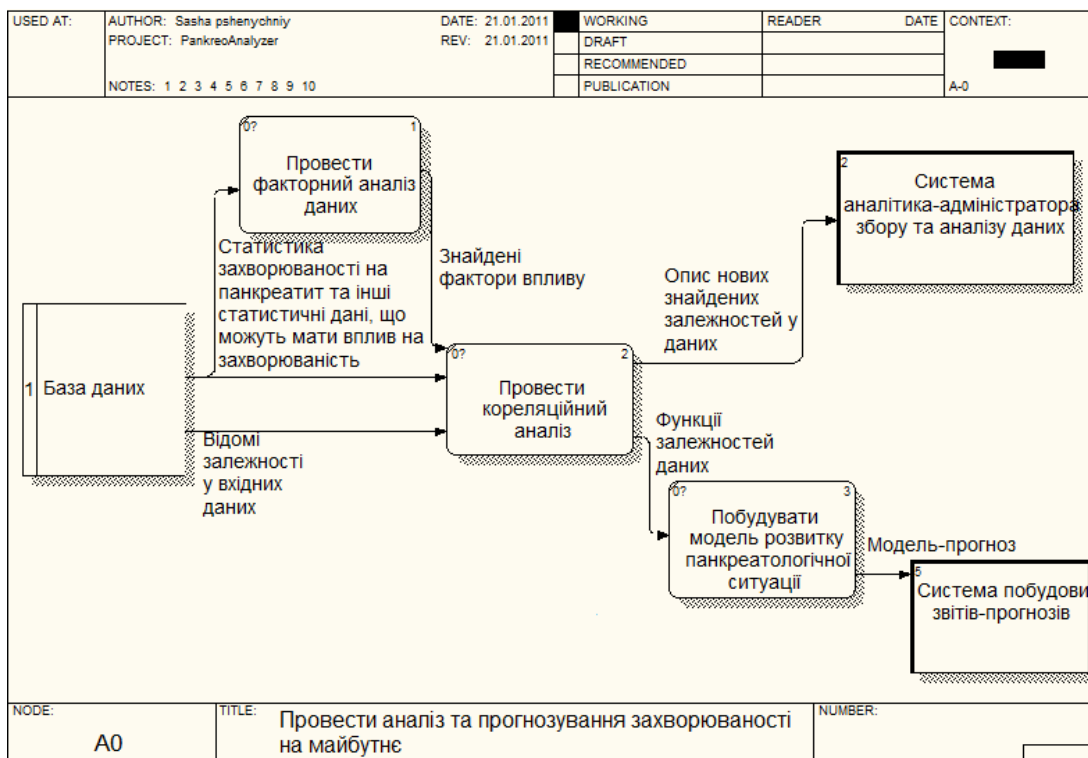 USED AT:
AUTHOR: Sasha pshenychniy
DATE: 21.01.2011
WORKING
READER
DATE
CONTEXT:
PROJECT: PankreoAnalyzer
REV: 21.01.2011
DRAFT
RECOMMENDED
NOTES: 1 2 3 4 5 6 7 8 9 10
PUBLICATION
A-0
0?
1
Провести
факторний аналіз
даних
2
Система
аналітика-адміністратора
збору та аналізу даних
Статистика
захворюваності на
панкреатит та інші
статистичні дані, що
можуть мати вплив на
захворюваність
Знайдені
фактори впливу
Опис нових
знайдених
залежностей у
даних
1
База даних
0?
2
Провести
кореляційний
аналіз
Відомі
залежності
у вхідних
даних
Функції
залежностей
даних
0?
3
Побудувати
модель розвитку
панкреатологічної
ситуації
Модель-прогноз
5
Система побудови
звітів-прогнозів
NODE:
A0
TITLE:
Провести аналіз та прогнозування захворюваності
на майбутнє
NUMBER: